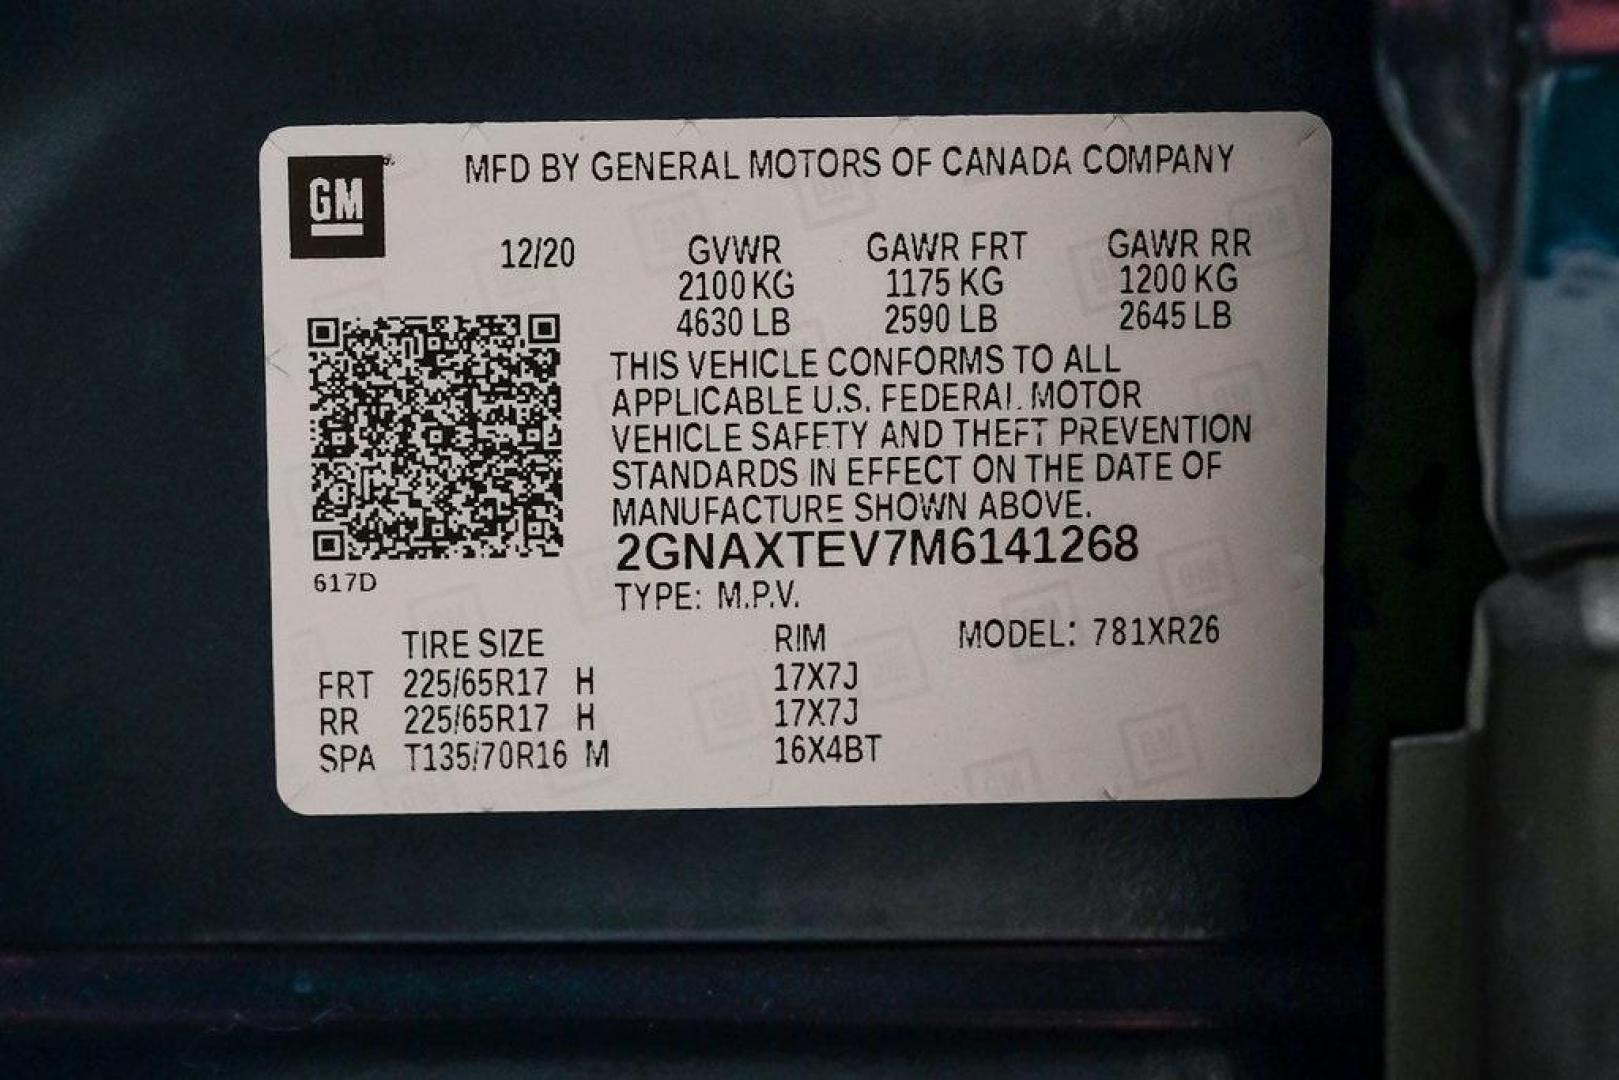 GM
MFD BY GENERAL MOTORS OF CANADA COMPANY
12/20 GVWR GAWR FRT GAWR RR
2100 KG 1175 KG 1200 KG
4630 LB 2590 LB 2645 LB
THIS VEHICLE CONFORMS TO ALL
APPLICABLE U.S. FEDERAL MOTOR
VEHICLE SAFETY AND THEFT PREVENTION
STANDARDS IN EFFECT ON THE DATE OF
MANUFACTURE SHOWN ABOVE.
2GNAXTEV7M6141268
617D
TYPE: M.P.V.
TIRE SIZE RIM MODEL: 781XR26
FRT 225/65R17 H 17X7J
RR 225/65R17 H 17X7J
SPA T135/70R16 M 16X4BT